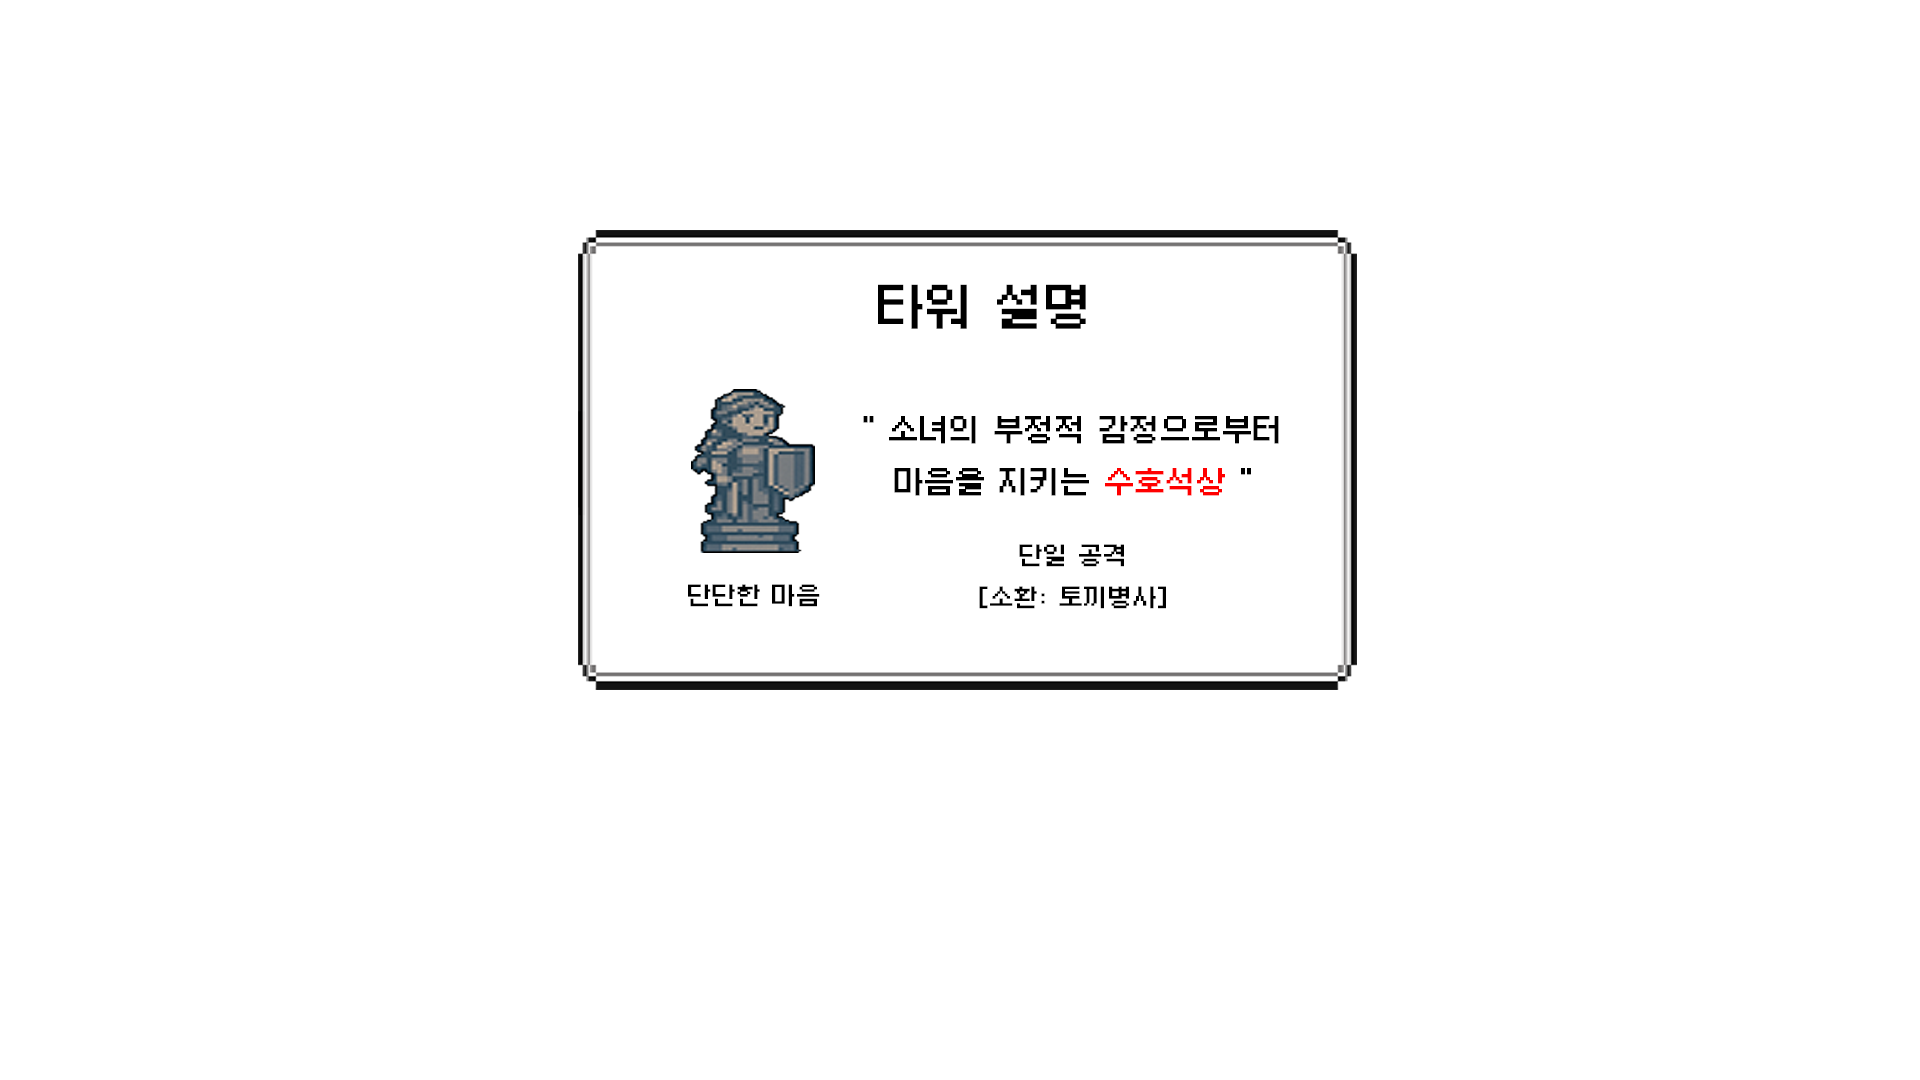 타워 설명
" 소녀의 부정적 감정으로부터
마음을 지키는 수호석상 "
단일 공격
[소환: 토끼병사]
단단한 마음